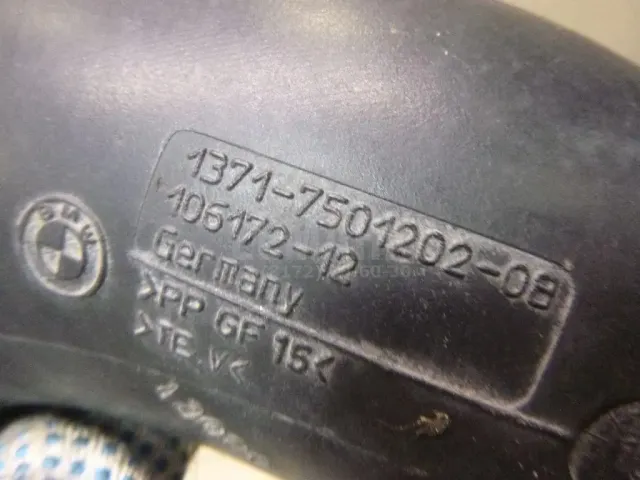 BMW
1371-7501202-08
106172-12
Germany
>PP GF 15<
>TE.V<